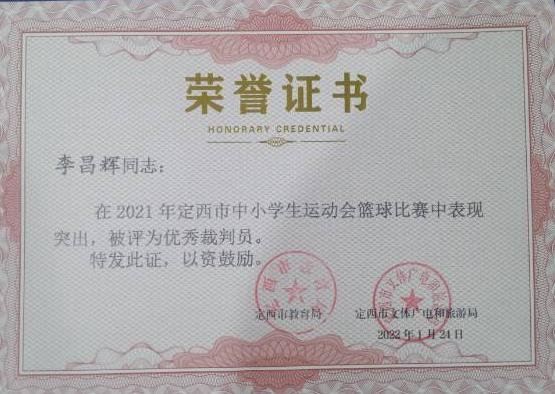 荣誉证书
HONORARY CREDENTIAL
李昌辉同志：
在2021年定西市中小学生运动会篮球比赛中表现
突出，被评为优秀裁判员。
特发此证，以资鼓励。
定西市教育局 定西市文体广电和旅游局
2022年1月24日